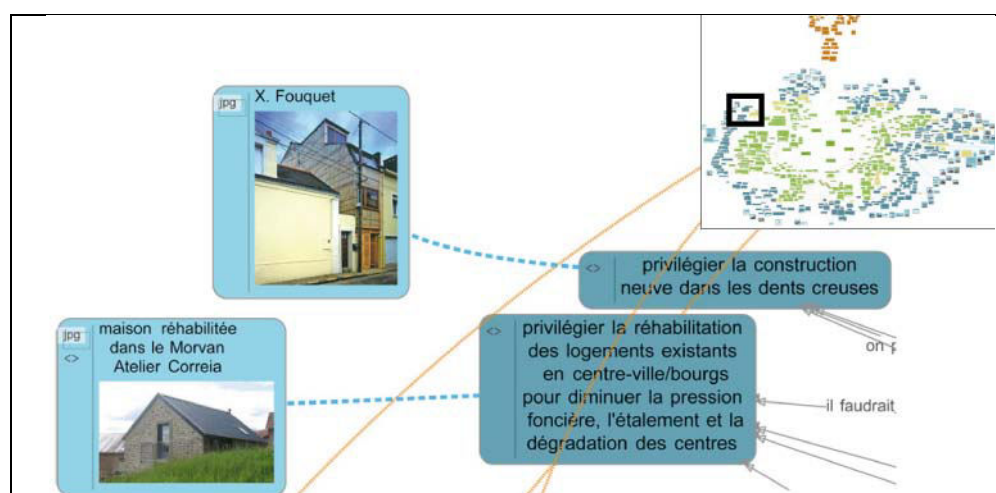 jpg
X. Fouquet
<> privilégier la construction
neuve dans les dents creuses
on p
jpg
<>
maison réhabilitée
dans le Morvan
Atelier Correia
<> privilégier la réhabilitation
des logements existants
en centre-ville/bourgs
pour diminuer la pression
foncière, l'étalement et la
dégradation des centres
il faudrait